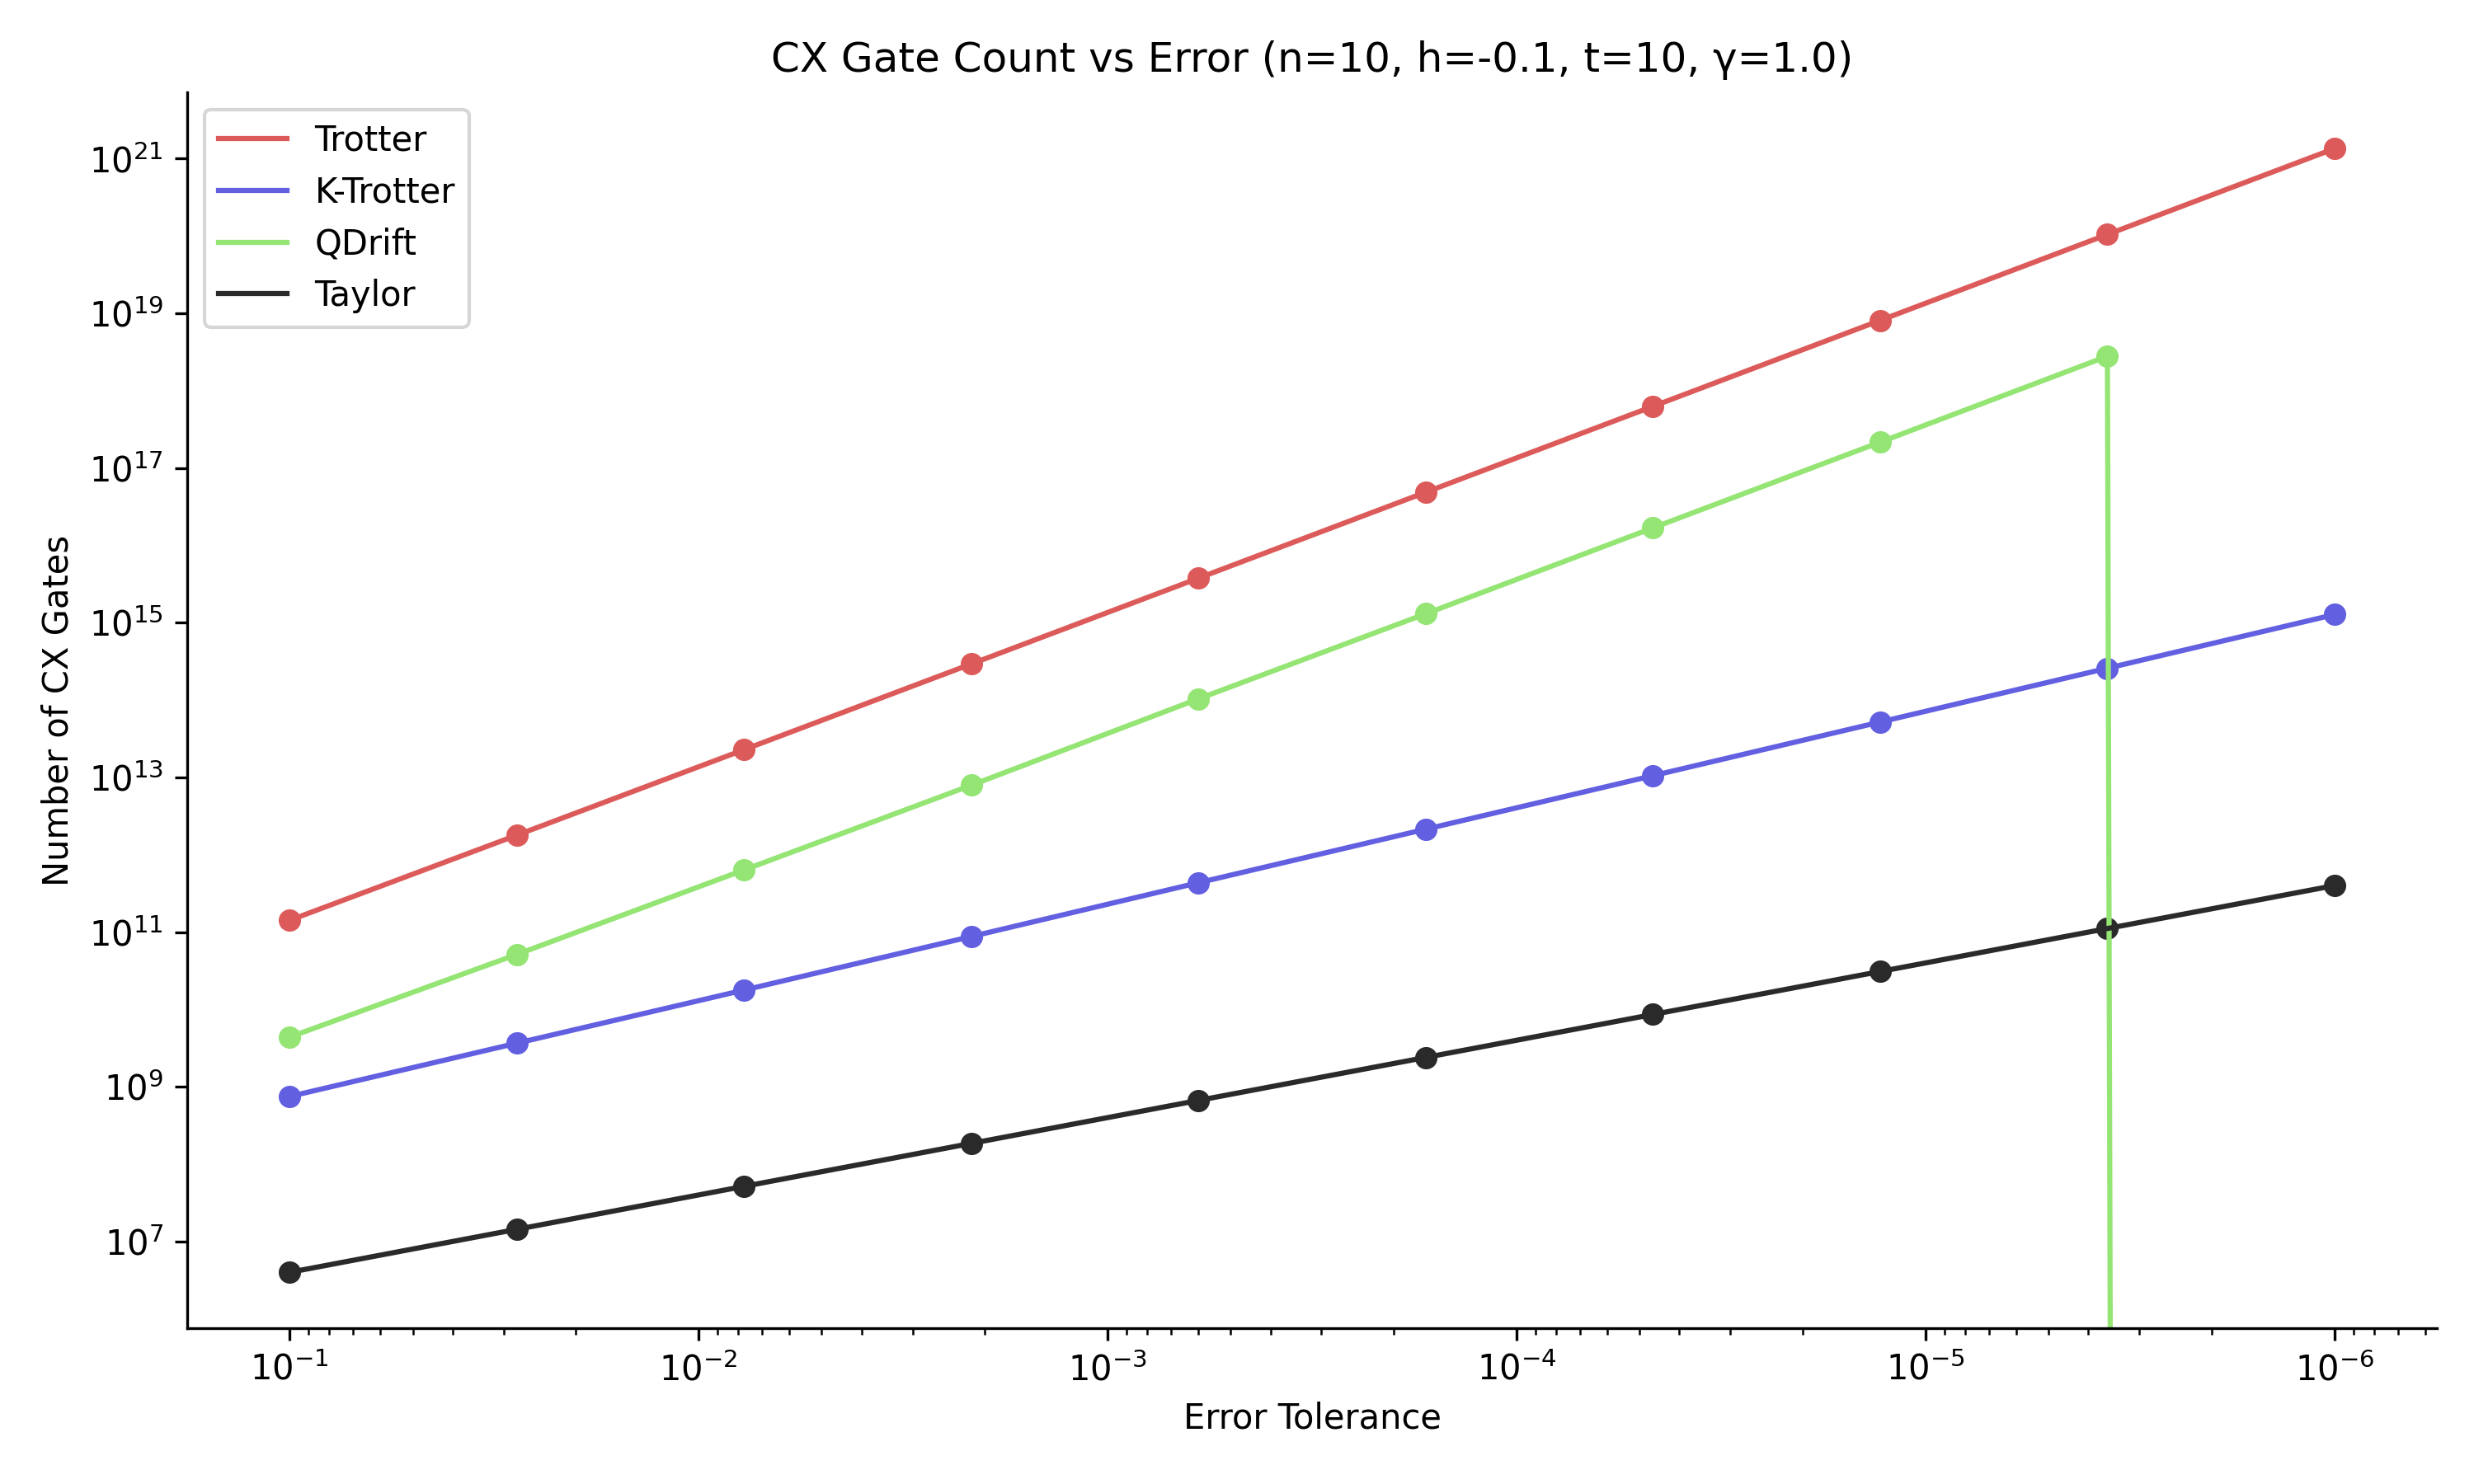 CX Gate Count vs Error (n=10, h=-0.1, t=10, γ=1.0)
Trotter
K-Trotter
QDrift
Taylor
10²¹
10¹⁹
10¹⁷
10¹⁵
10¹³
10¹¹
10⁹
10⁷
Number of CX Gates
10⁻¹ 10⁻² 10⁻³ 10⁻⁴ 10⁻⁵ 10⁻⁶
Error Tolerance